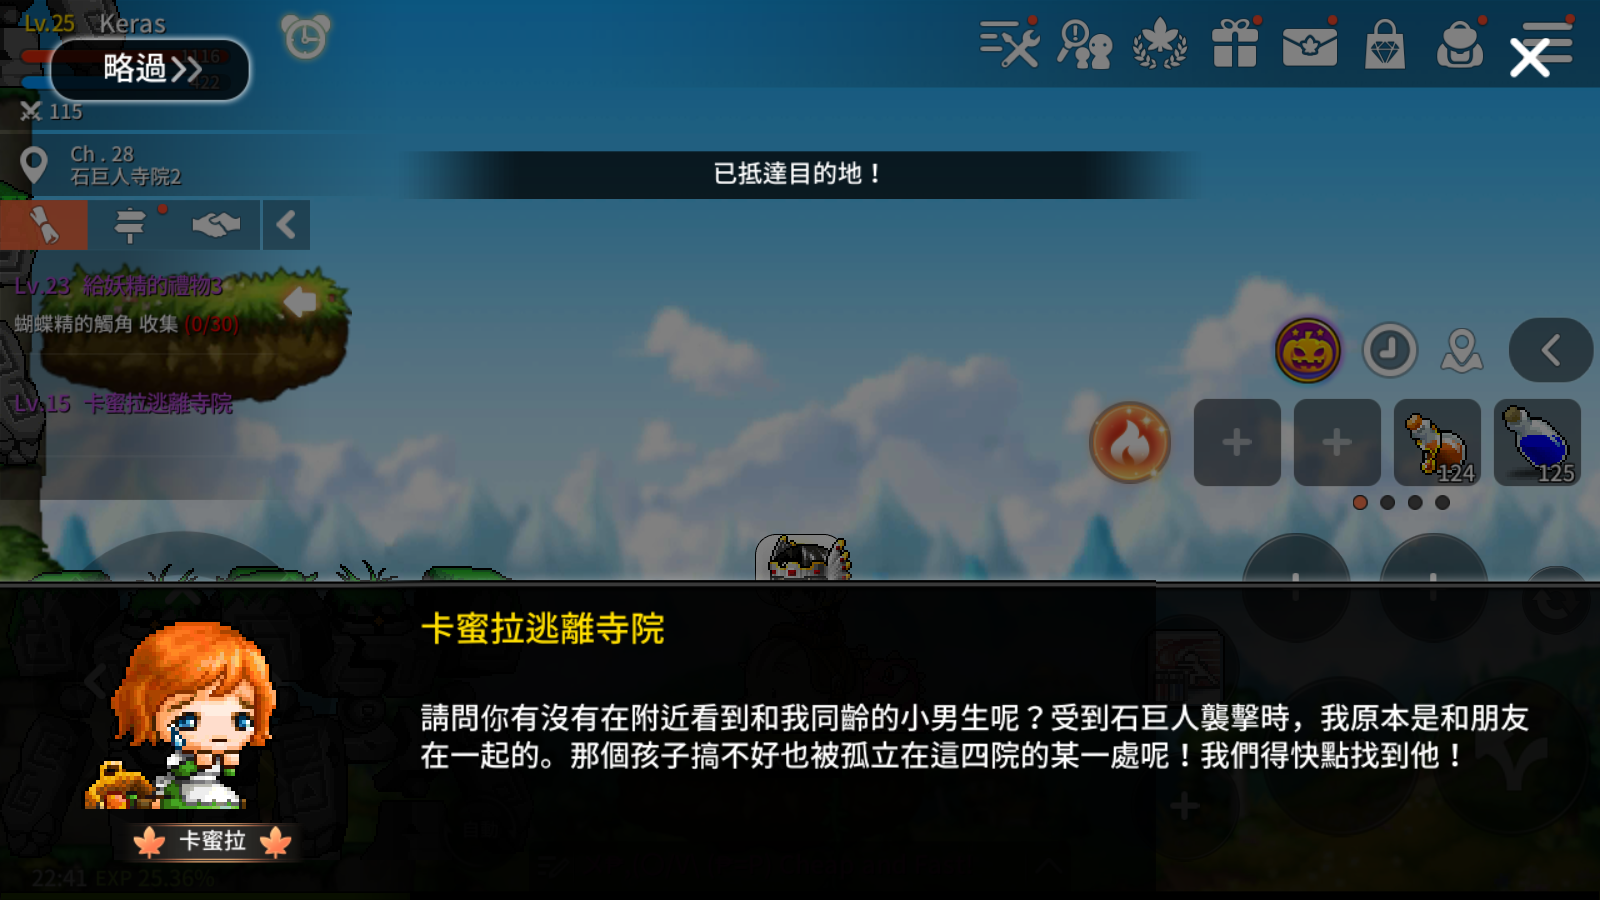 Lv.25 Keras
1116
略過
422
115
Ch . 28
石巨人寺院2
已抵達目的地！
Lv.23 給妖精的禮物3
蝴蝶精的觸角 收集 (0/30)
Lv.15 卡蜜拉逃離寺院
124
125
卡蜜拉逃離寺院
請問你有沒有在附近看到和我同齡的小男生呢？受到石巨人襲擊時，我原本是和朋友
在一起的。那個孩子搞不好也被孤立在這四院的某一處呢！我們得快點找到他！
卡蜜拉
22:41 EXP 25.36%